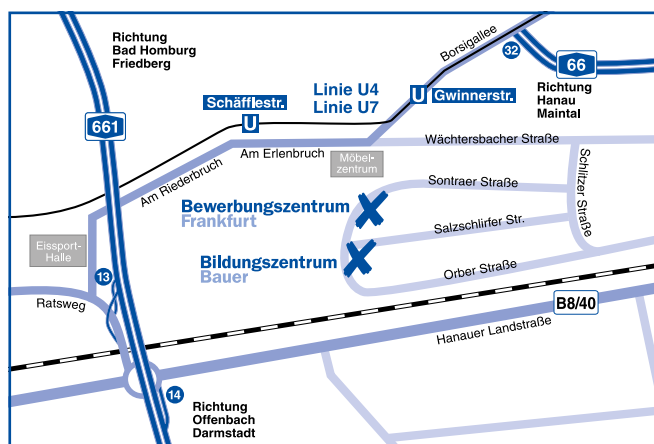 Richtung
Bad Homburg
Friedberg
661
Borsigallee
32
66
Richtung
Hanau
Maintal
Linie U4
Linie U7
Schäfflestr.
U
U
Gwinnerstr.
Am Erlenbruch
Wächtersbacher Straße
Möbel-
zentrum
Am Riederbruch
Sontraer Straße
Schlitzer Straße
Bewerbungszentrum
Frankfurt
Salzschlirfer Str.
Eissport-
Halle
Bildungszentrum
Bauer
Orber Straße
13
Ratsweg
B8/40
Hanauer Landstraße
14
Richtung
Offenbach
Darmstadt